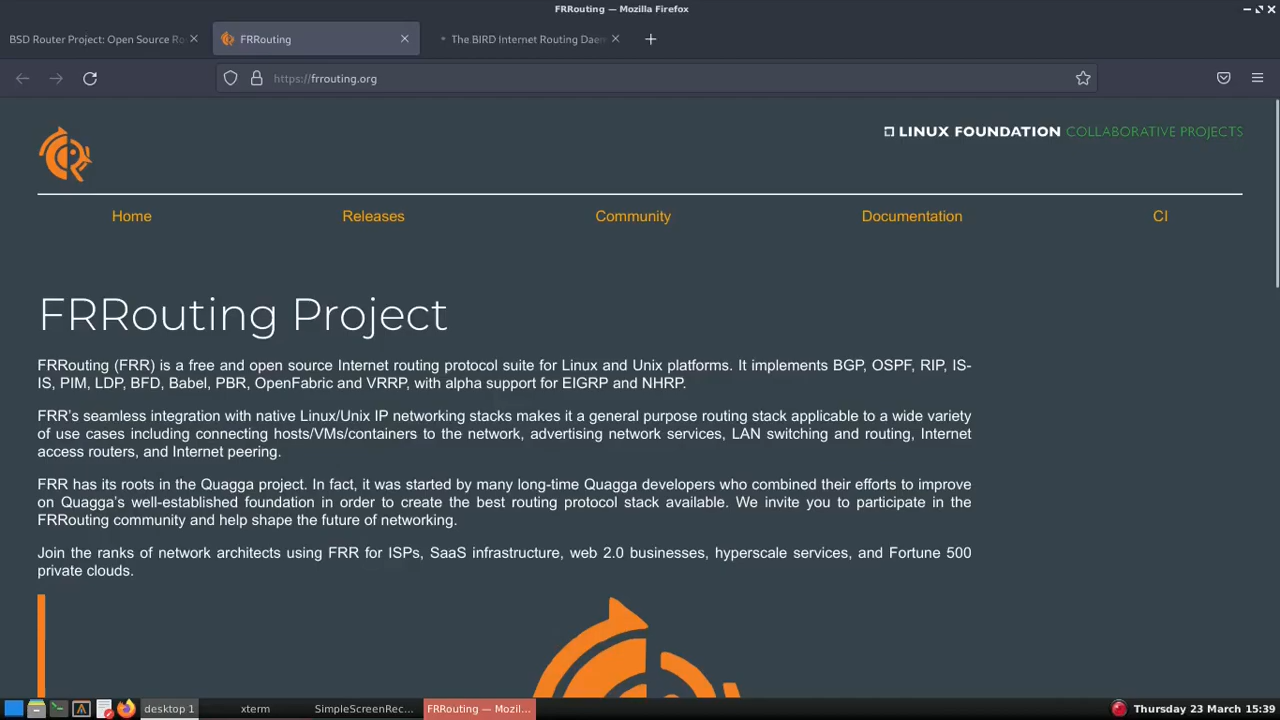 FRRouting — Mozilla Firefox
BSD Router Project: Open Source Ro
FRRouting
The BIRD Internet Routing Daem
https://frrouting.org
LINUX FOUNDATION COLLABORATIVE PROJECTS
Home
Releases
Community
Documentation
CI
FRRouting Project
FRRouting (FRR) is a free and open source Internet routing protocol suite for Linux and Unix platforms. It implements BGP, OSPF, RIP, IS-
IS, PIM, LDP, BFD, Babel, PBR, OpenFabric and VRRP, with alpha support for EIGRP and NHRP.
FRR's seamless integration with native Linux/Unix IP networking stacks makes it a general purpose routing stack applicable to a wide variety
of use cases including connecting hosts/VMs/containers to the network, advertising network services, LAN switching and routing, Internet
access routers, and Internet peering.
FRR has its roots in the Quagga project. In fact, it was started by many long-time Quagga developers who combined their efforts to improve
on Quagga's well-established foundation in order to create the best routing protocol stack available. We invite you to participate in the
FRRouting community and help shape the future of networking.
Join the ranks of network architects using FRR for ISPs, SaaS infrastructure, web 2.0 businesses, hyperscale services, and Fortune 500
private clouds.
desktop 1
xterm
SimpleScreenRec...
FRRouting — Mozil...
Thursday 23 March 15:39